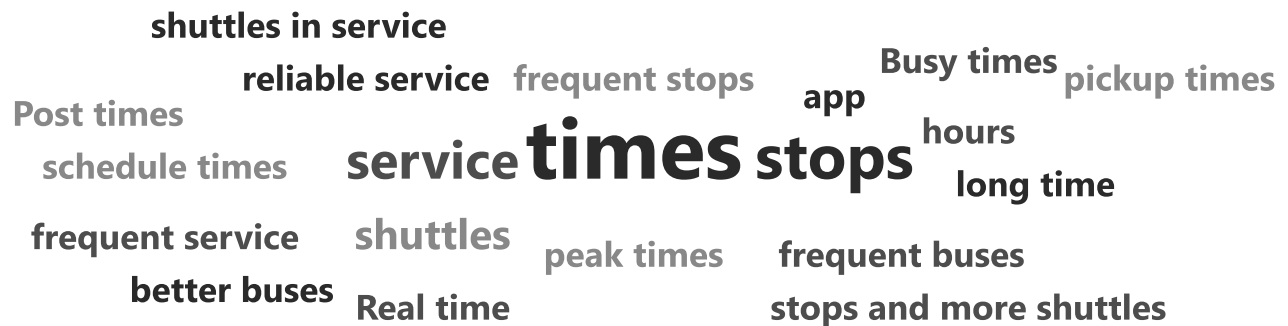 shuttles in service
Busy times
reliable service
frequent stops
pickup times
app
Post times
hours
times
service
stops
schedule times
long time
frequent service
shuttles
peak times
frequent buses
better buses
Real time
stops and more shuttles